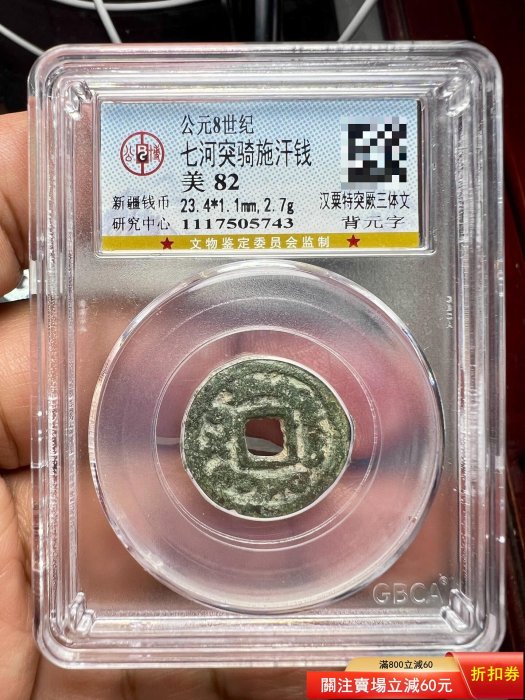 公元8世纪
七河突骑施汗钱
美 82
新疆钱币 23.4*1.1mm, 2.7g 汉粟特突厥三体文
研究中心 1117505743 背元字
★ 文物鉴定委员会监制 ★
GBCA
滿800立減60
關注賣場立減60元
折扣券